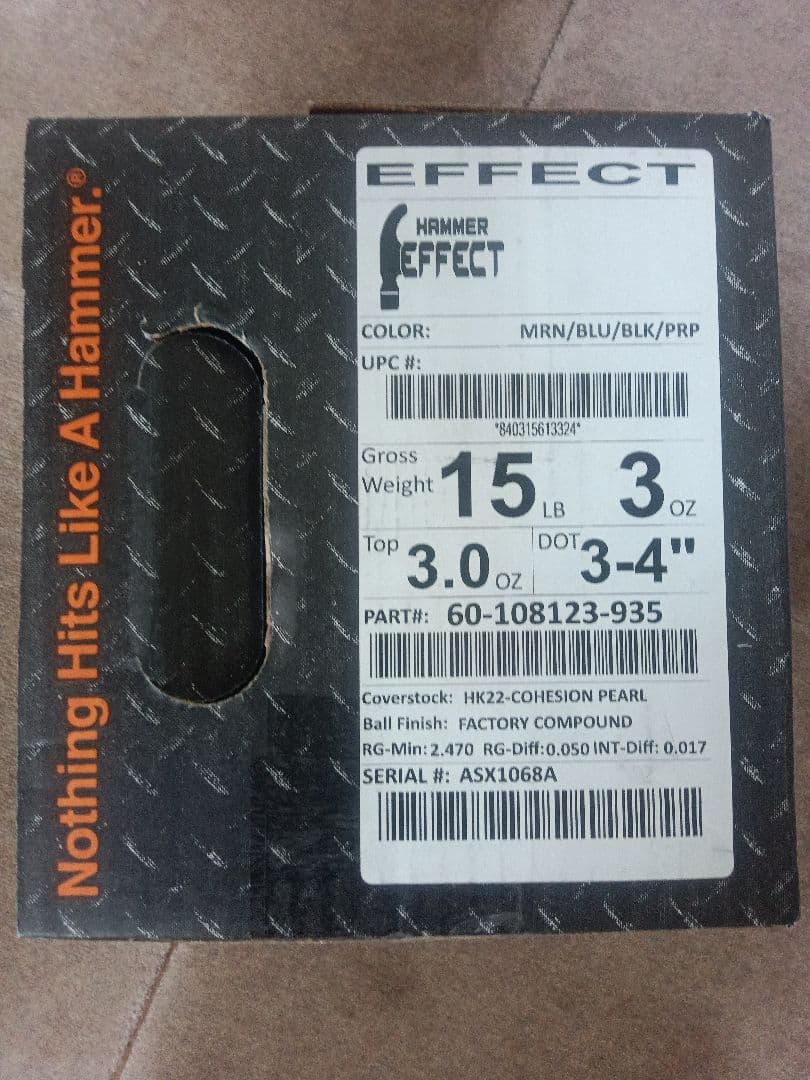 Nothing Hits Like A Hammer.®
EFFECT
HAMMER
EFFECT
COLOR: MRN/BLU/BLK/PRP
UPC #:
*840315613324*
Gross
Weight 15 LB 3 OZ
Top 3.0 OZ DOT 3-4"
PART#: 60-108123-935
Coverstock: HK22-COHESION PEARL
Ball Finish: FACTORY COMPOUND
RG-Min: 2.470 RG-Diff: 0.050 INT-Diff: 0.017
SERIAL #: ASX1068A